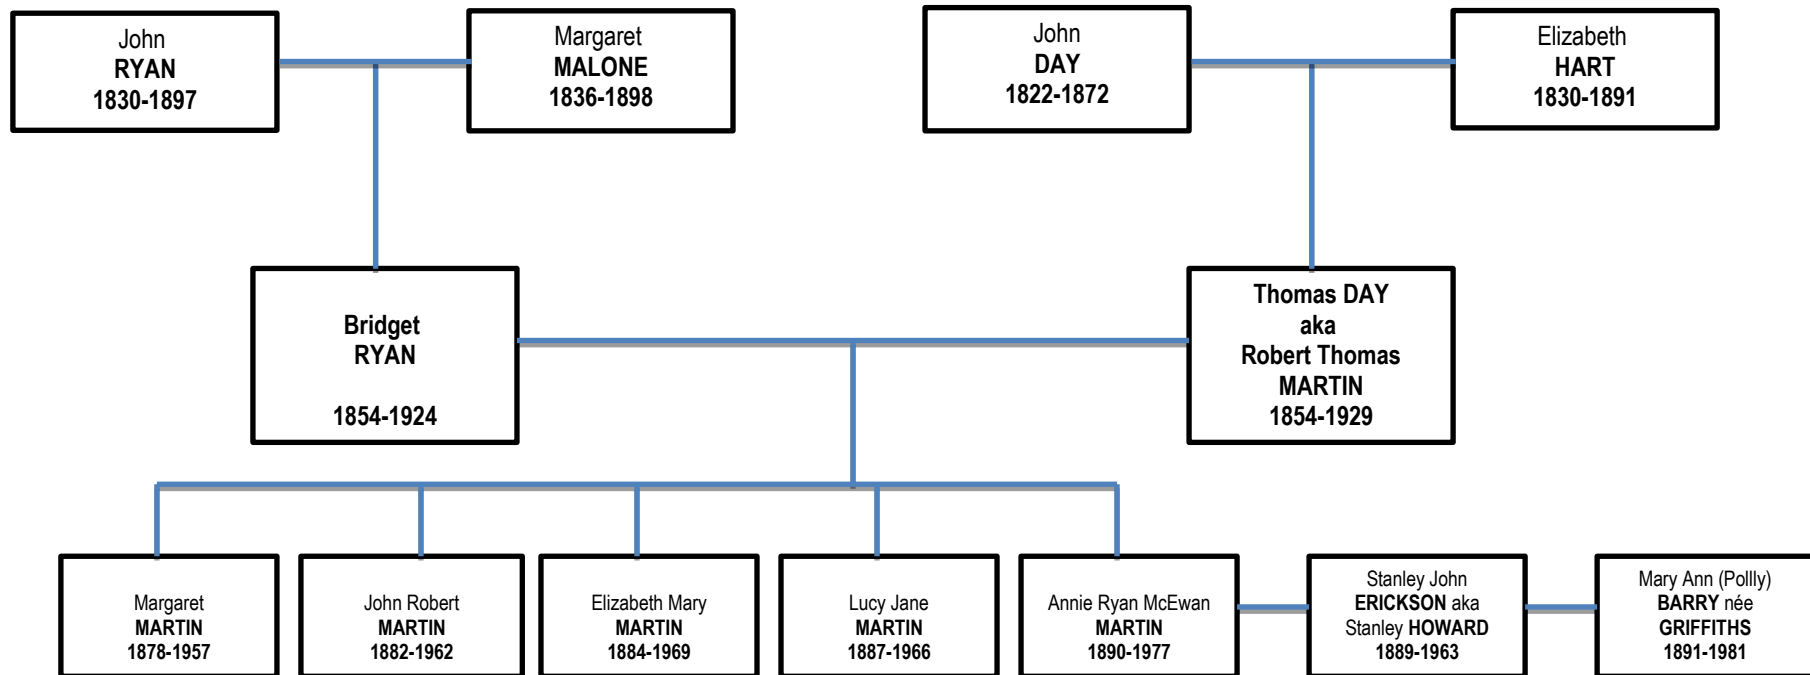 John
RYAN
1830-1897
Margaret
MALONE
1836-1898
John
DAY
1822-1872
Elizabeth
HART
1830-1891
Bridget
RYAN
1854-1924
Thomas DAY
aka
Robert Thomas
MARTIN
1854-1929
Margaret
MARTIN
1878-1957
John Robert
MARTIN
1882-1962
Elizabeth Mary
MARTIN
1884-1969
Lucy Jane
MARTIN
1887-1966
Annie Ryan McEwan
MARTIN
1890-1977
Stanley John
ERICKSON aka
Stanley HOWARD
1889-1963
Mary Ann (Pollly)
BARRY née
GRIFFITHS
1891-1981